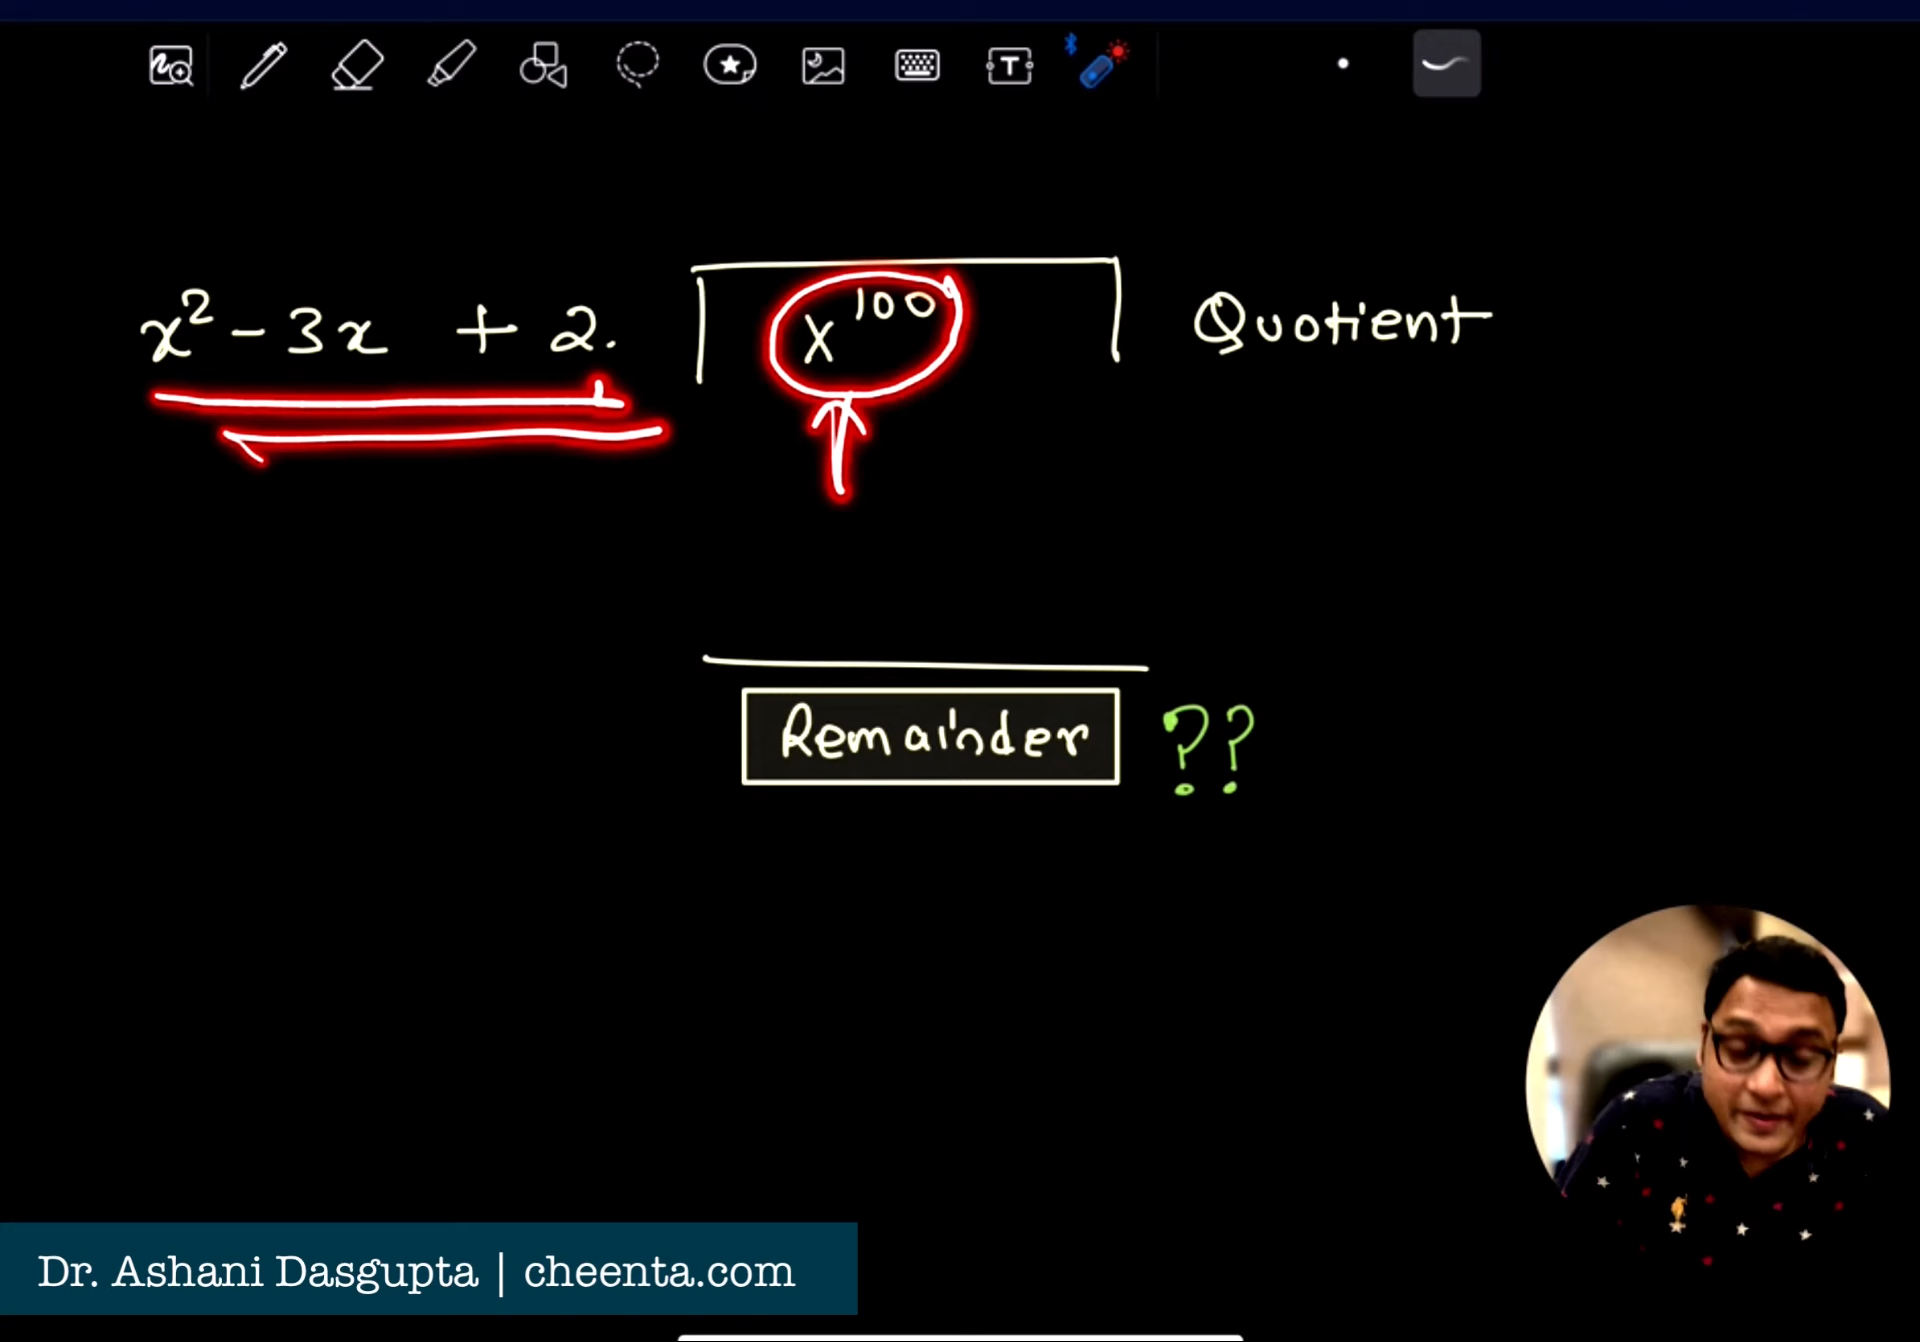 x² - 3x + 2. x¹⁰⁰ Quotient
Remainder ??
Dr. Ashani Dasgupta | cheenta.com